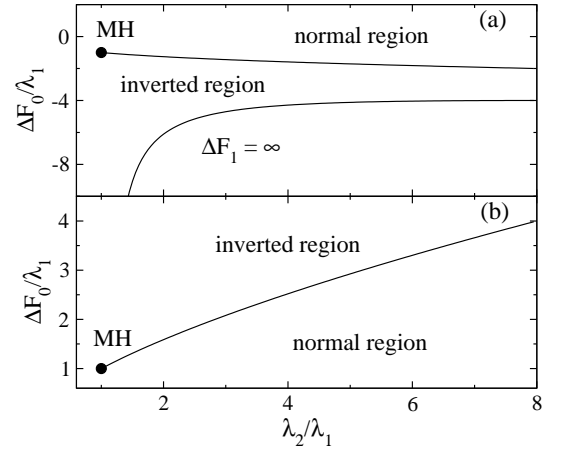 (a)
normal region
MH
inverted region
ΔF₁ = ∞
0
-4
-8
ΔF₀/λ₁
(b)
inverted region
MH
normal region
4
3
2
1
ΔF₀/λ₁
2 4 6 8
λ₂/λ₁